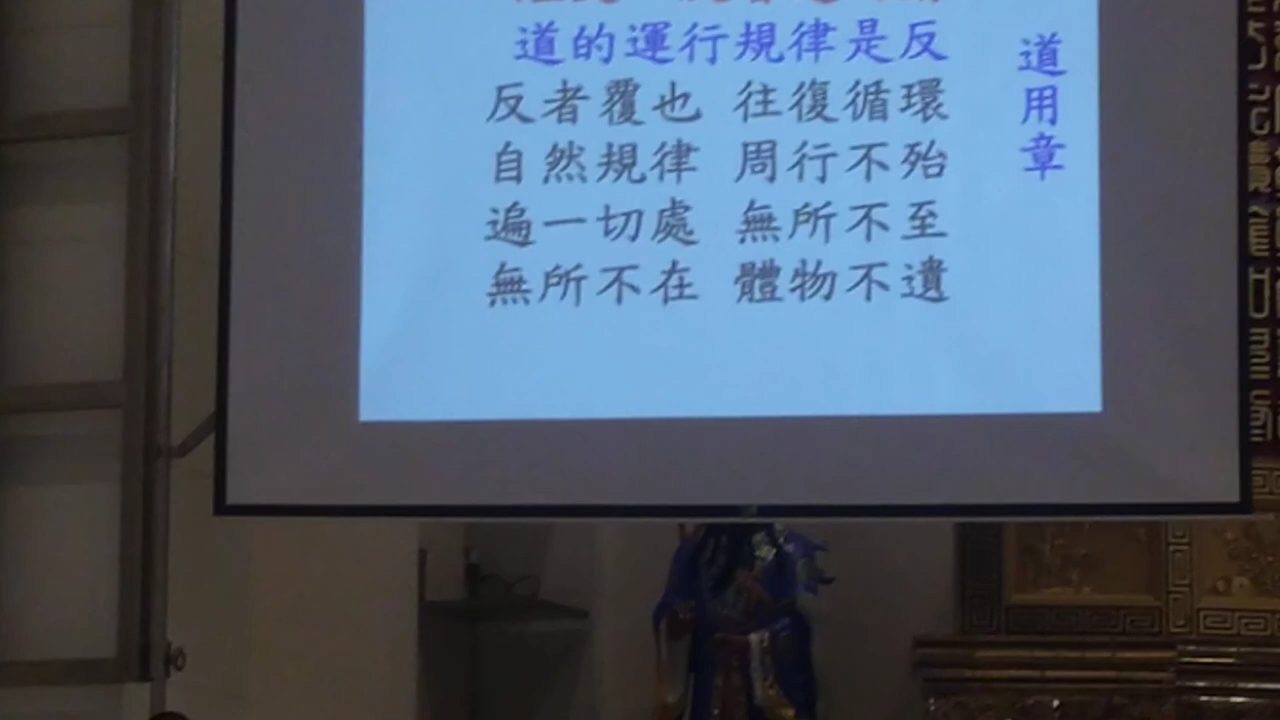 道的運行規律是反
反者覆也 往復循環
自然規律 周行不殆
遍一切處 無所不至
無所不在 體物不遺
道用章